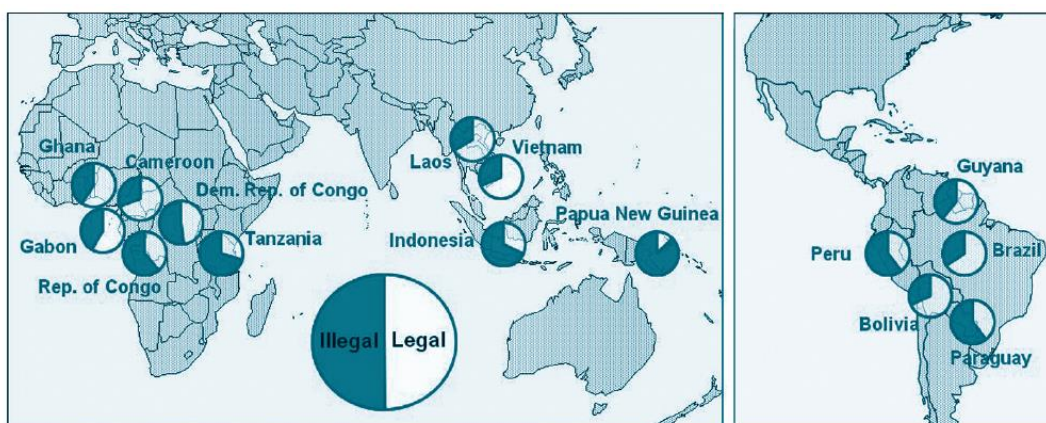 Ghana
Cameroon
Dem. Rep. of Congo
Gabon
Tanzania
Rep. of Congo
Laos
Vietnam
Indonesia
Papua New Guinea
Illegal
Legal
Guyana
Peru
Brazil
Bolivia
Paraguay